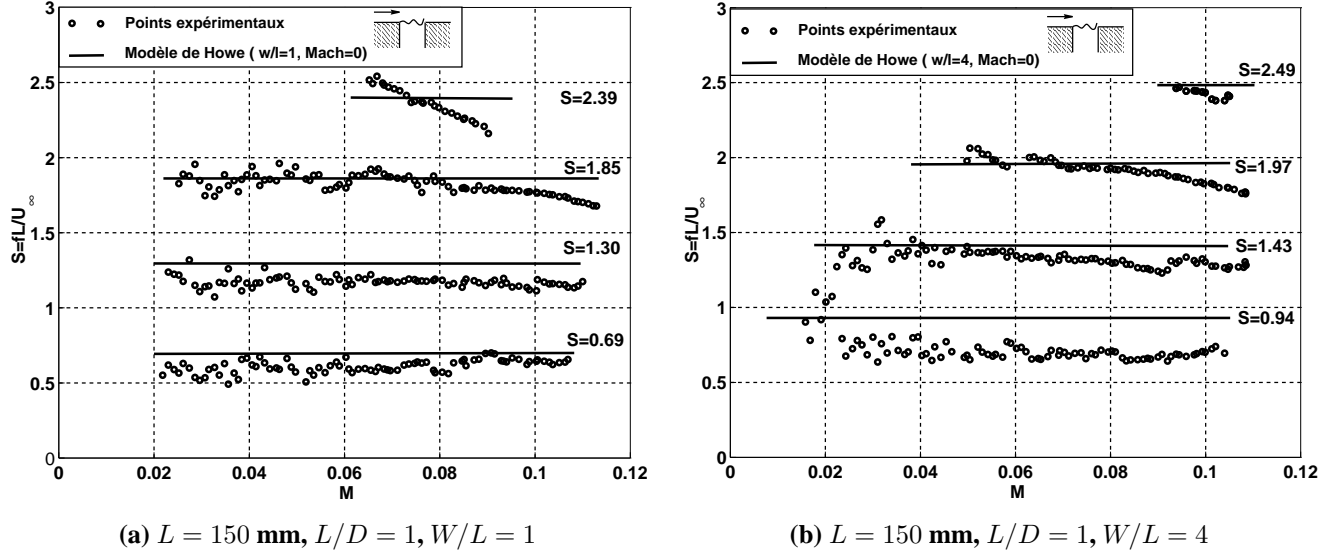 Points expérimentaux
Modèle de Howe ( w/l=1, Mach=0)
3
2.5
2
1.5
1
0.5
0
S=fL/U∞
S=2.39
S=1.85
S=1.30
S=0.69
0
0.02
0.04
0.06
0.08
0.1
0.12
M
(a) L = 150 mm, L/D = 1, W/L = 1
Points expérimentaux
Modèle de Howe ( w/l=4, Mach=0)
3
2.5
2
1.5
1
0.5
0
S=fL/U∞
S=2.49
S=1.97
S=1.43
S=0.94
0
0.02
0.04
0.06
0.08
0.1
0.12
M
(b) L = 150 mm, L/D = 1, W/L = 4